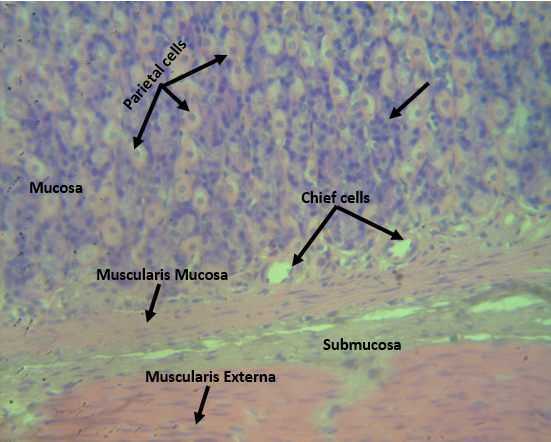 Parietal cells
Mucosa
Chief cells
Muscularis Mucosa
Submucosa
Muscularis Externa